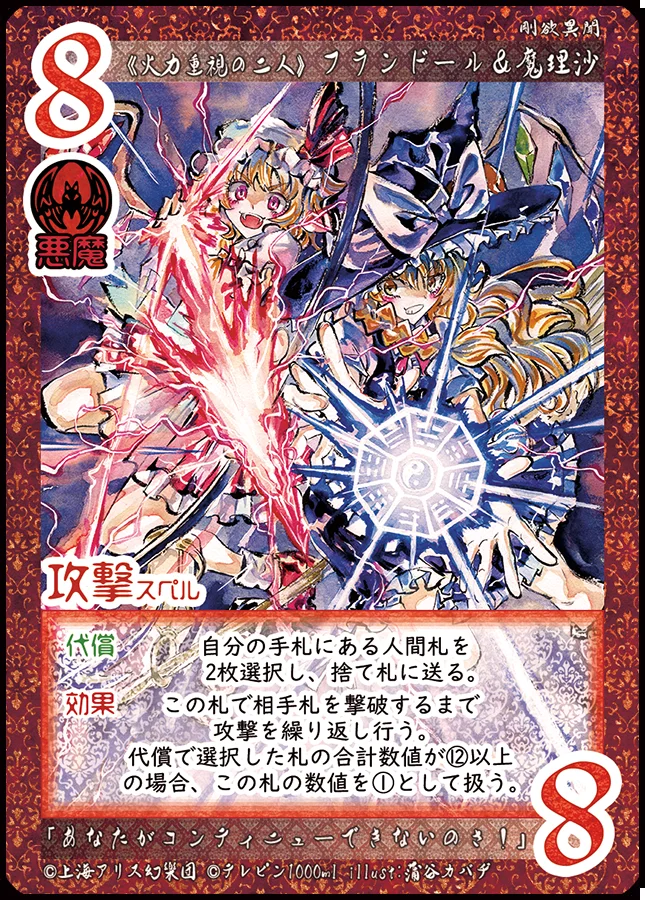 剛欲異聞
8
《火力重視の二人》フランドール&魔理沙
悪魔
攻撃スペル
代償
自分の手札にある人間札を
2枚選択し、捨て札に送る。
効果
この札で相手札を撃破するまで
攻撃を繰り返し行う。
代償で選択した札の合計数値が⑫以上
の場合、この札の数値を①として扱う。
8
「あなたがコンティニューできないのさ!」
©上海アリス幻樂団 ©テレピン1000ml illust:蒲谷カバヂ